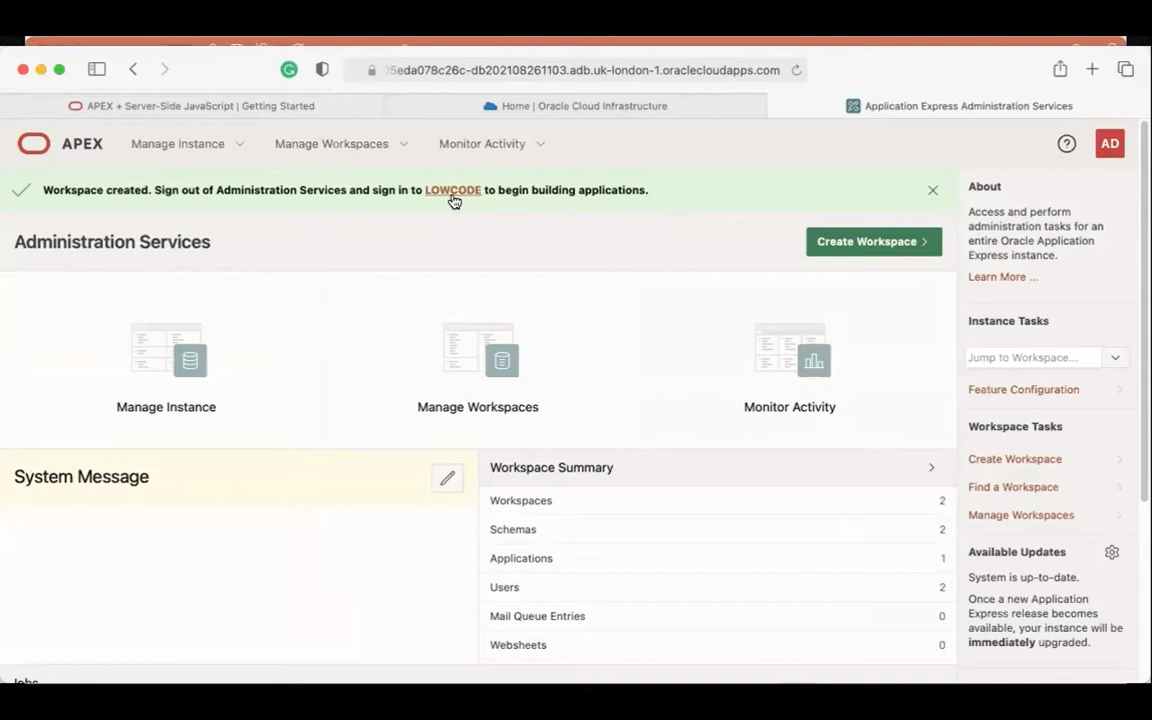 05eda078c26c-db202108261103.adb.uk-london-1.oraclecloudapps.com
APEX + Server-Side JavaScript | Getting Started
Home | Oracle Cloud Infrastructure
Application Express Administration Services
APEX
Manage Instance
Manage Workspaces
Monitor Activity
AD
Workspace created. Sign out of Administration Services and sign in to LOWCODE to begin building applications.
Administration Services
Create Workspace
Manage Instance
Manage Workspaces
Monitor Activity
System Message
Workspace Summary
Workspaces 2
Schemas 2
Applications 1
Users 2
Mail Queue Entries 0
Websheets 0
About
Access and perform
administration tasks for an
entire Oracle Application
Express instance.
Learn More ...
Instance Tasks
Jump to Workspace...
Feature Configuration
Workspace Tasks
Create Workspace
Find a Workspace
Manage Workspaces
Available Updates
System is up-to-date.
Once a new Application
Express release becomes
available, your instance will be
immediately upgraded.